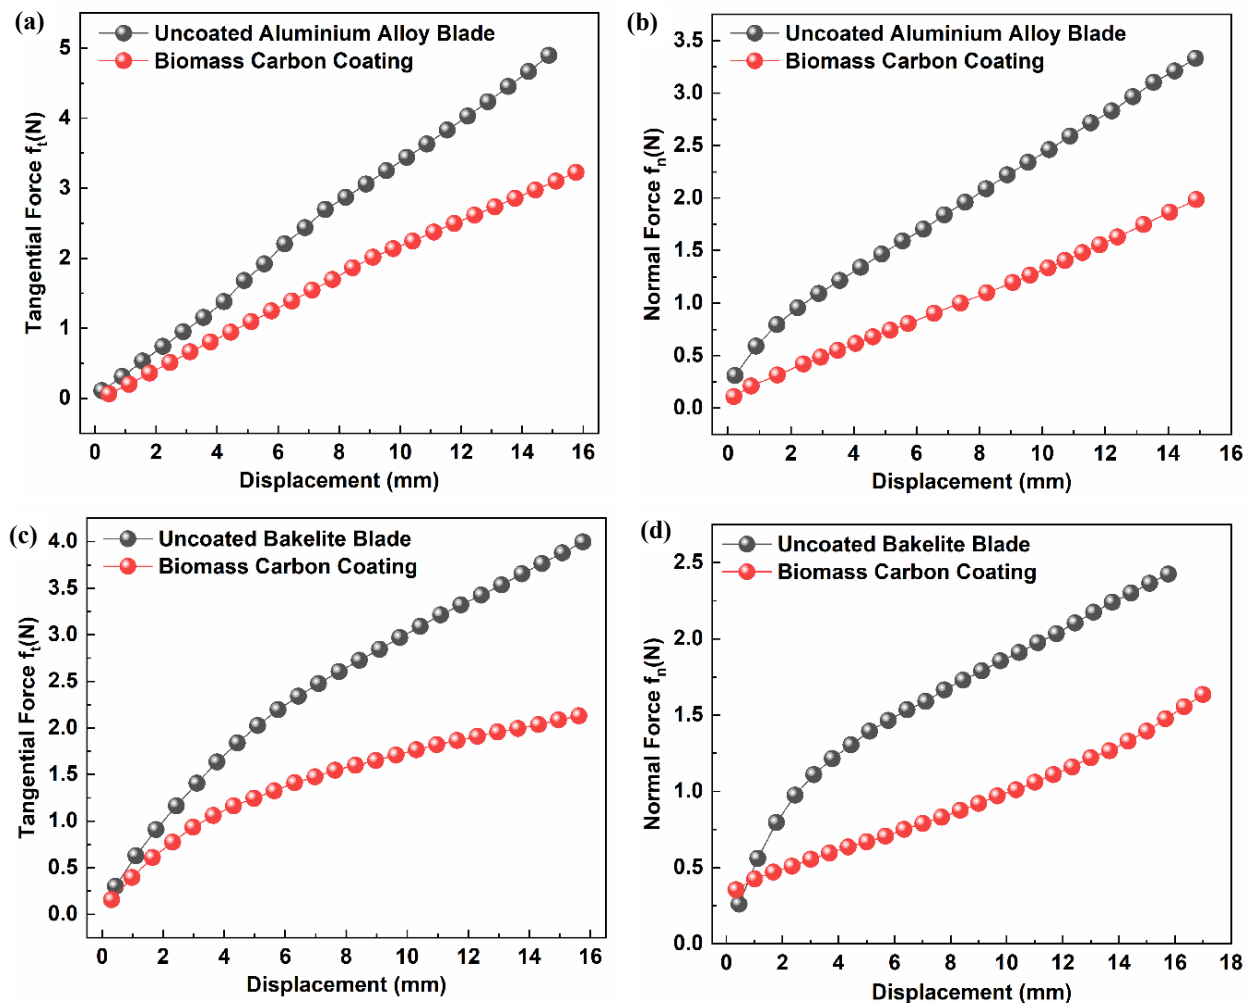 (a)
Uncoated Aluminium Alloy Blade
Biomass Carbon Coating
Tangential Force fₜ(N)
5
4
3
2
1
0
0 2 4 6 8 10 12 14 16
Displacement (mm)
(b)
Uncoated Aluminium Alloy Blade
Biomass Carbon Coating
Normal Force fₙ(N)
3.5
3.0
2.5
2.0
1.5
1.0
0.5
0.0
0 2 4 6 8 10 12 14 16
Displacement (mm)
(c)
Uncoated Bakelite Blade
Biomass Carbon Coating
Tangential Force fₜ(N)
4.0
3.5
3.0
2.5
2.0
1.5
1.0
0.5
0.0
0 2 4 6 8 10 12 14 16
Displacement (mm)
(d)
Uncoated Bakelite Blade
Biomass Carbon Coating
Normal Force fₙ(N)
2.5
2.0
1.5
1.0
0.5
0.0
0 2 4 6 8 10 12 14 16 18
Displacement (mm)